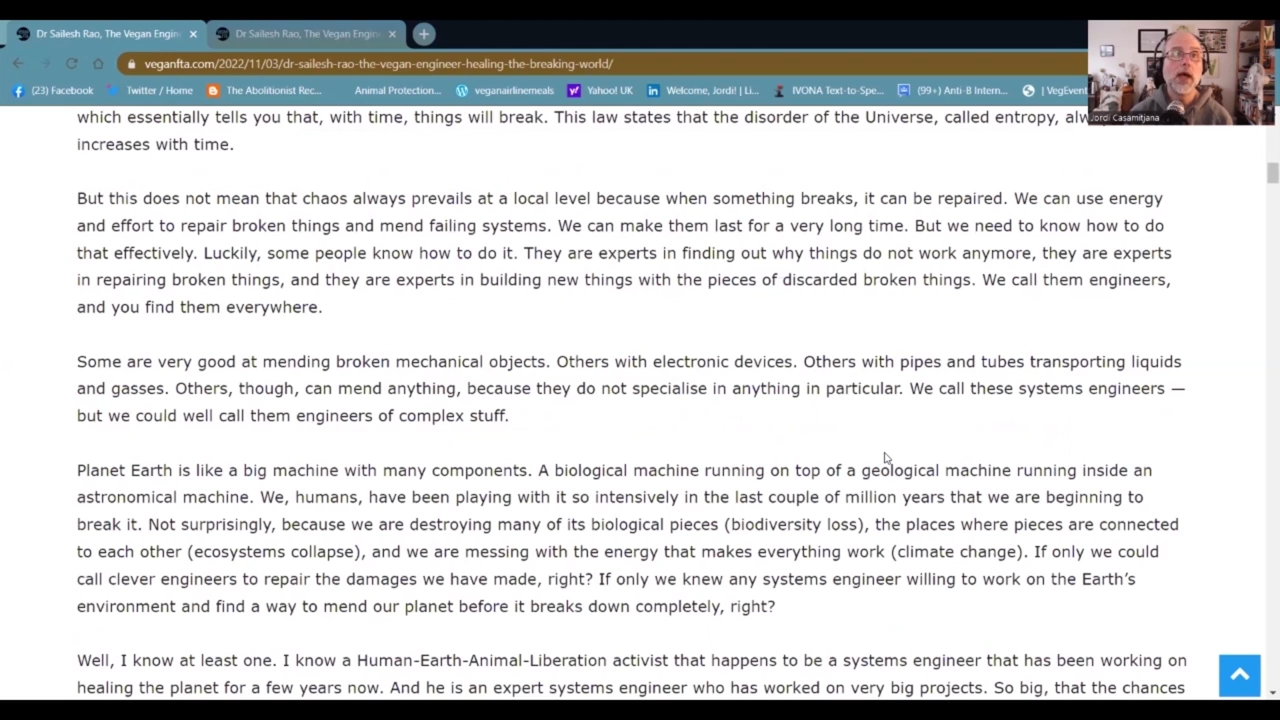 Dr Sailesh Rao, The Vegan Engin
Dr Sailesh Rao, The Vegan Engin
veganfta.com/2022/11/03/dr-sailesh-rao-the-vegan-engineer-healing-the-breaking-world/
(23) Facebook
Twitter / Home
The Abolitionist Rec...
Animal Protection...
veganairlinemeals
Yahoo! UK
Welcome, Jordi! | Li...
IVONA Text-to-Spe...
(99+) Anti-8 Intern...
| VegEvent
Jordi Casamitjana
which essentially tells you that, with time, things will break. This law states that the disorder of the Universe, called entropy,
increases with time.
But this does not mean that chaos always prevails at a local level because when something breaks, it can be repaired. We can use energy
and effort to repair broken things and mend failing systems. We can make them last for a very long time. But we need to know how to do
that effectively. Luckily, some people know how to do it. They are experts in finding out why things do not work anymore, they are experts
in repairing broken things, and they are experts in building new things with the pieces of discarded broken things. We call them engineers,
and you find them everywhere.
Some are very good at mending broken mechanical objects. Others with electronic devices. Others with pipes and tubes transporting liquids
and gasses. Others, though, can mend anything, because they do not specialise in anything in particular. We call these systems engineers —
but we could well call them engineers of complex stuff.
Planet Earth is like a big machine with many components. A biological machine running on top of a geological machine running inside an
astronomical machine. We, humans, have been playing with it so intensively in the last couple of million years that we are beginning to
break it. Not surprisingly, because we are destroying many of its biological pieces (biodiversity loss), the places where pieces are connected
to each other (ecosystems collapse), and we are messing with the energy that makes everything work (climate change). If only we could
call clever engineers to repair the damages we have made, right? If only we knew any systems engineer willing to work on the Earth's
environment and find a way to mend our planet before it breaks down completely, right?
Well, I know at least one. I know a Human-Earth-Animal-Liberation activist that happens to be a systems engineer that has been working on
healing the planet for a few years now. And he is an expert systems engineer who has worked on very big projects. So big, that the chances